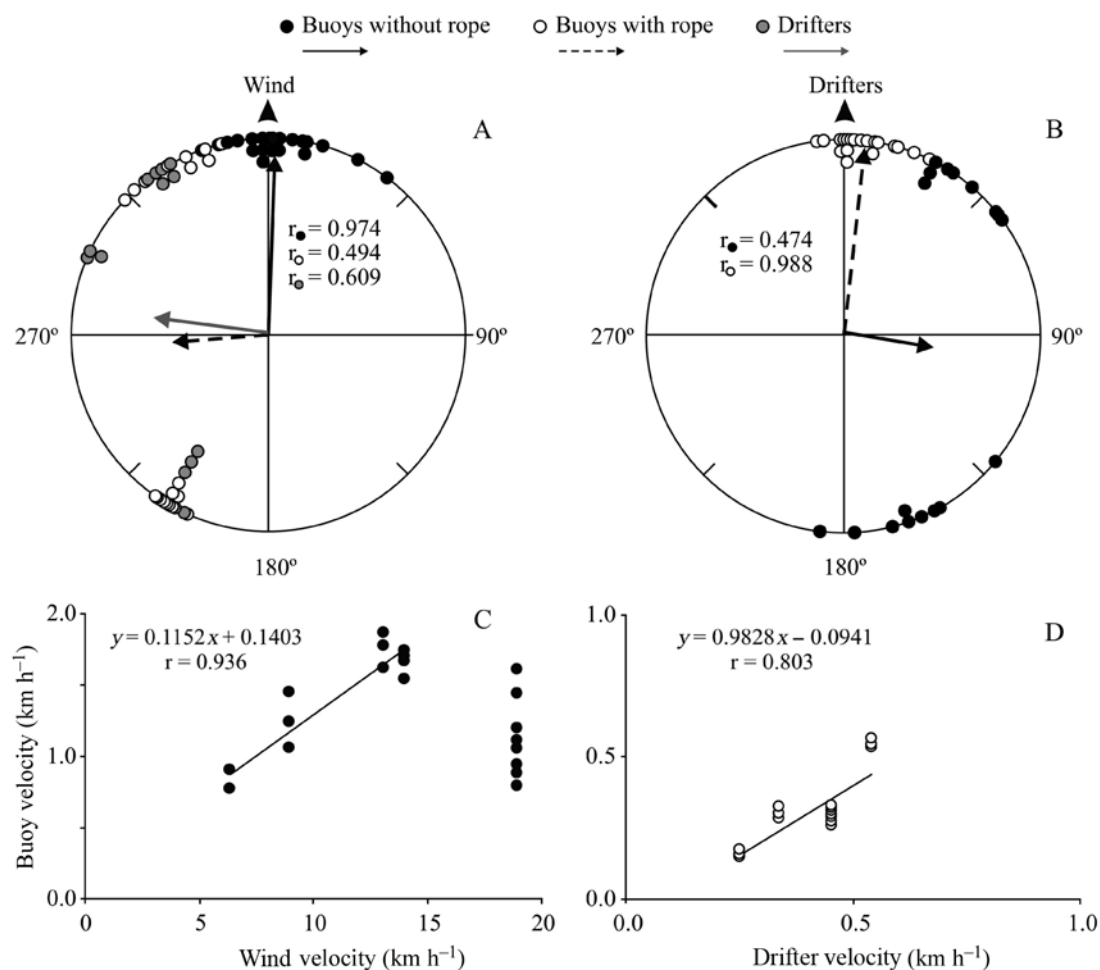 Buoys without rope Buoys with rope Drifters
Wind Drifters
A B
r = 0.974
r = 0.494
r = 0.609
r = 0.474
r = 0.988
270º 90º 270º 90º
180º 180º
C
y = 0.1152x + 0.1403
r = 0.936
Buoy velocity (km h⁻¹)
2.0
1.0
0.0
0 5 10 15 20
Wind velocity (km h⁻¹)
D
y = 0.9828x – 0.0941
r = 0.803
1.0
0.5
0.0
0.0 0.5 1.0
Drifter velocity (km h⁻¹)